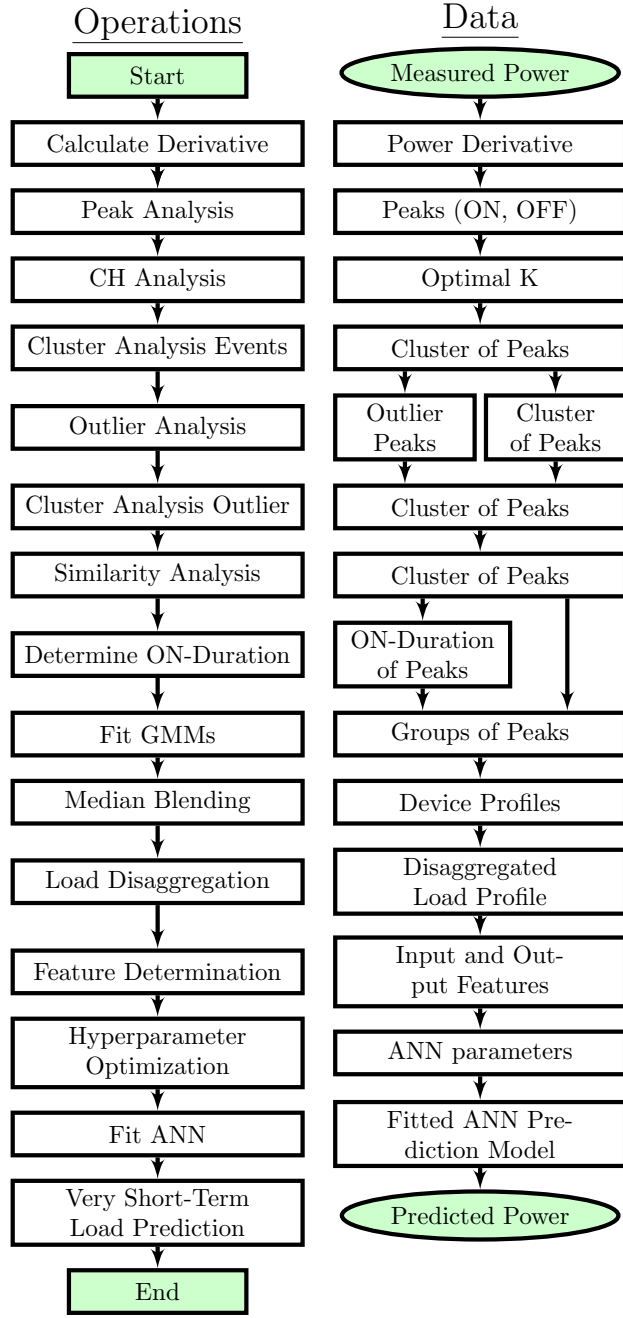 Operations
Start
Calculate Derivative
Peak Analysis
CH Analysis
Cluster Analysis Events
Outlier Analysis
Cluster Analysis Outlier
Similarity Analysis
Determine ON-Duration
Fit GMMs
Median Blending
Load Disaggregation
Feature Determination
Hyperparameter
Optimization
Fit ANN
Very Short-Term
Load Prediction
End
Data
Measured Power
Power Derivative
Peaks (ON, OFF)
Optimal K
Cluster of Peaks
Outlier
Peaks
Cluster
of Peaks
Cluster of Peaks
Cluster of Peaks
ON-Duration
of Peaks
Groups of Peaks
Device Profiles
Disaggregated
Load Profile
Input and Out-
put Features
ANN parameters
Fitted ANN Pre-
diction Model
Predicted Power